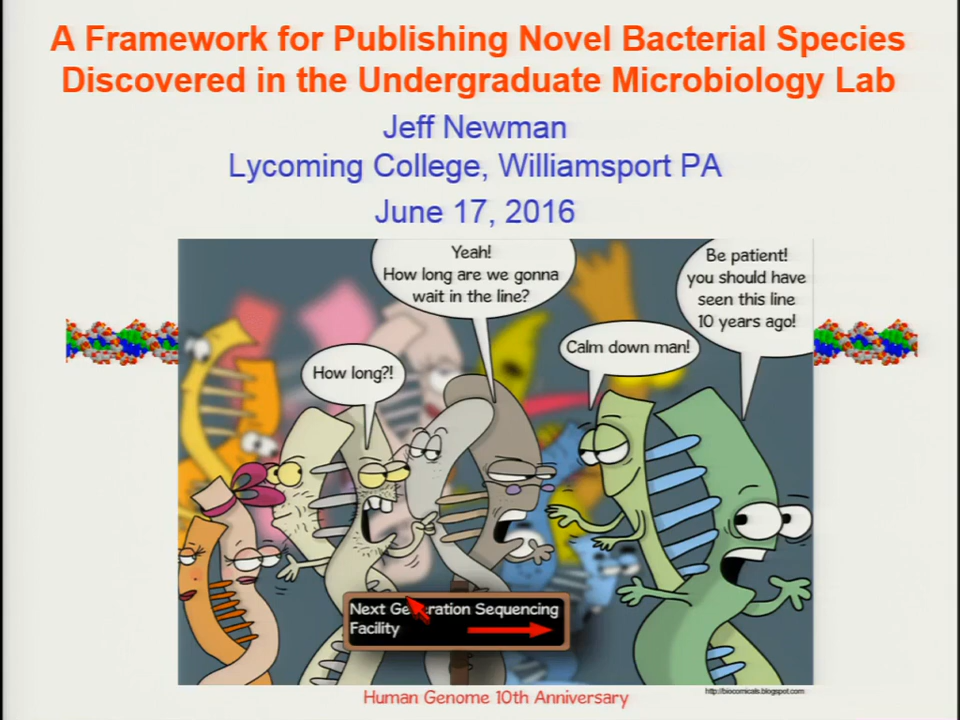 A Framework for Publishing Novel Bacterial Species
Discovered in the Undergraduate Microbiology Lab
Jeff Newman
Lycoming College, Williamsport PA
June 17, 2016
Yeah!
How long are we gonna
wait in the line?
Be patient!
you should have
seen this line
10 years ago!
Calm down man!
How long?!
Next Generation Sequencing
Facility
Human Genome 10th Anniversary
http://biocomicals.blogspot.com